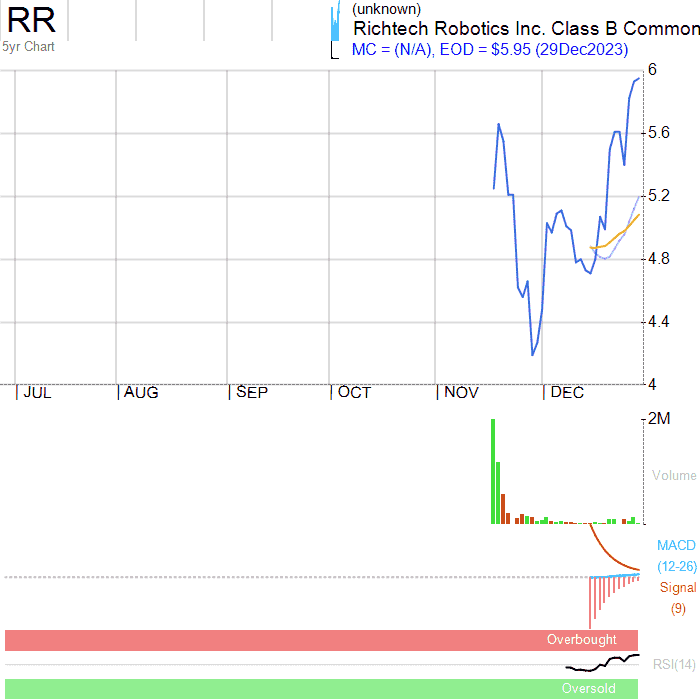 RR
5yr Chart
(unknown)
Richtech Robotics Inc. Class B Common
MC = (N/A), EOD = $5.95 (29Dec2023)
6
5.6
5.2
4.8
4.4
4
JUL AUG SEP OCT NOV DEC
2M
Volume
MACD
(12-26)
Signal
(9)
Overbought
RSI(14)
Oversold